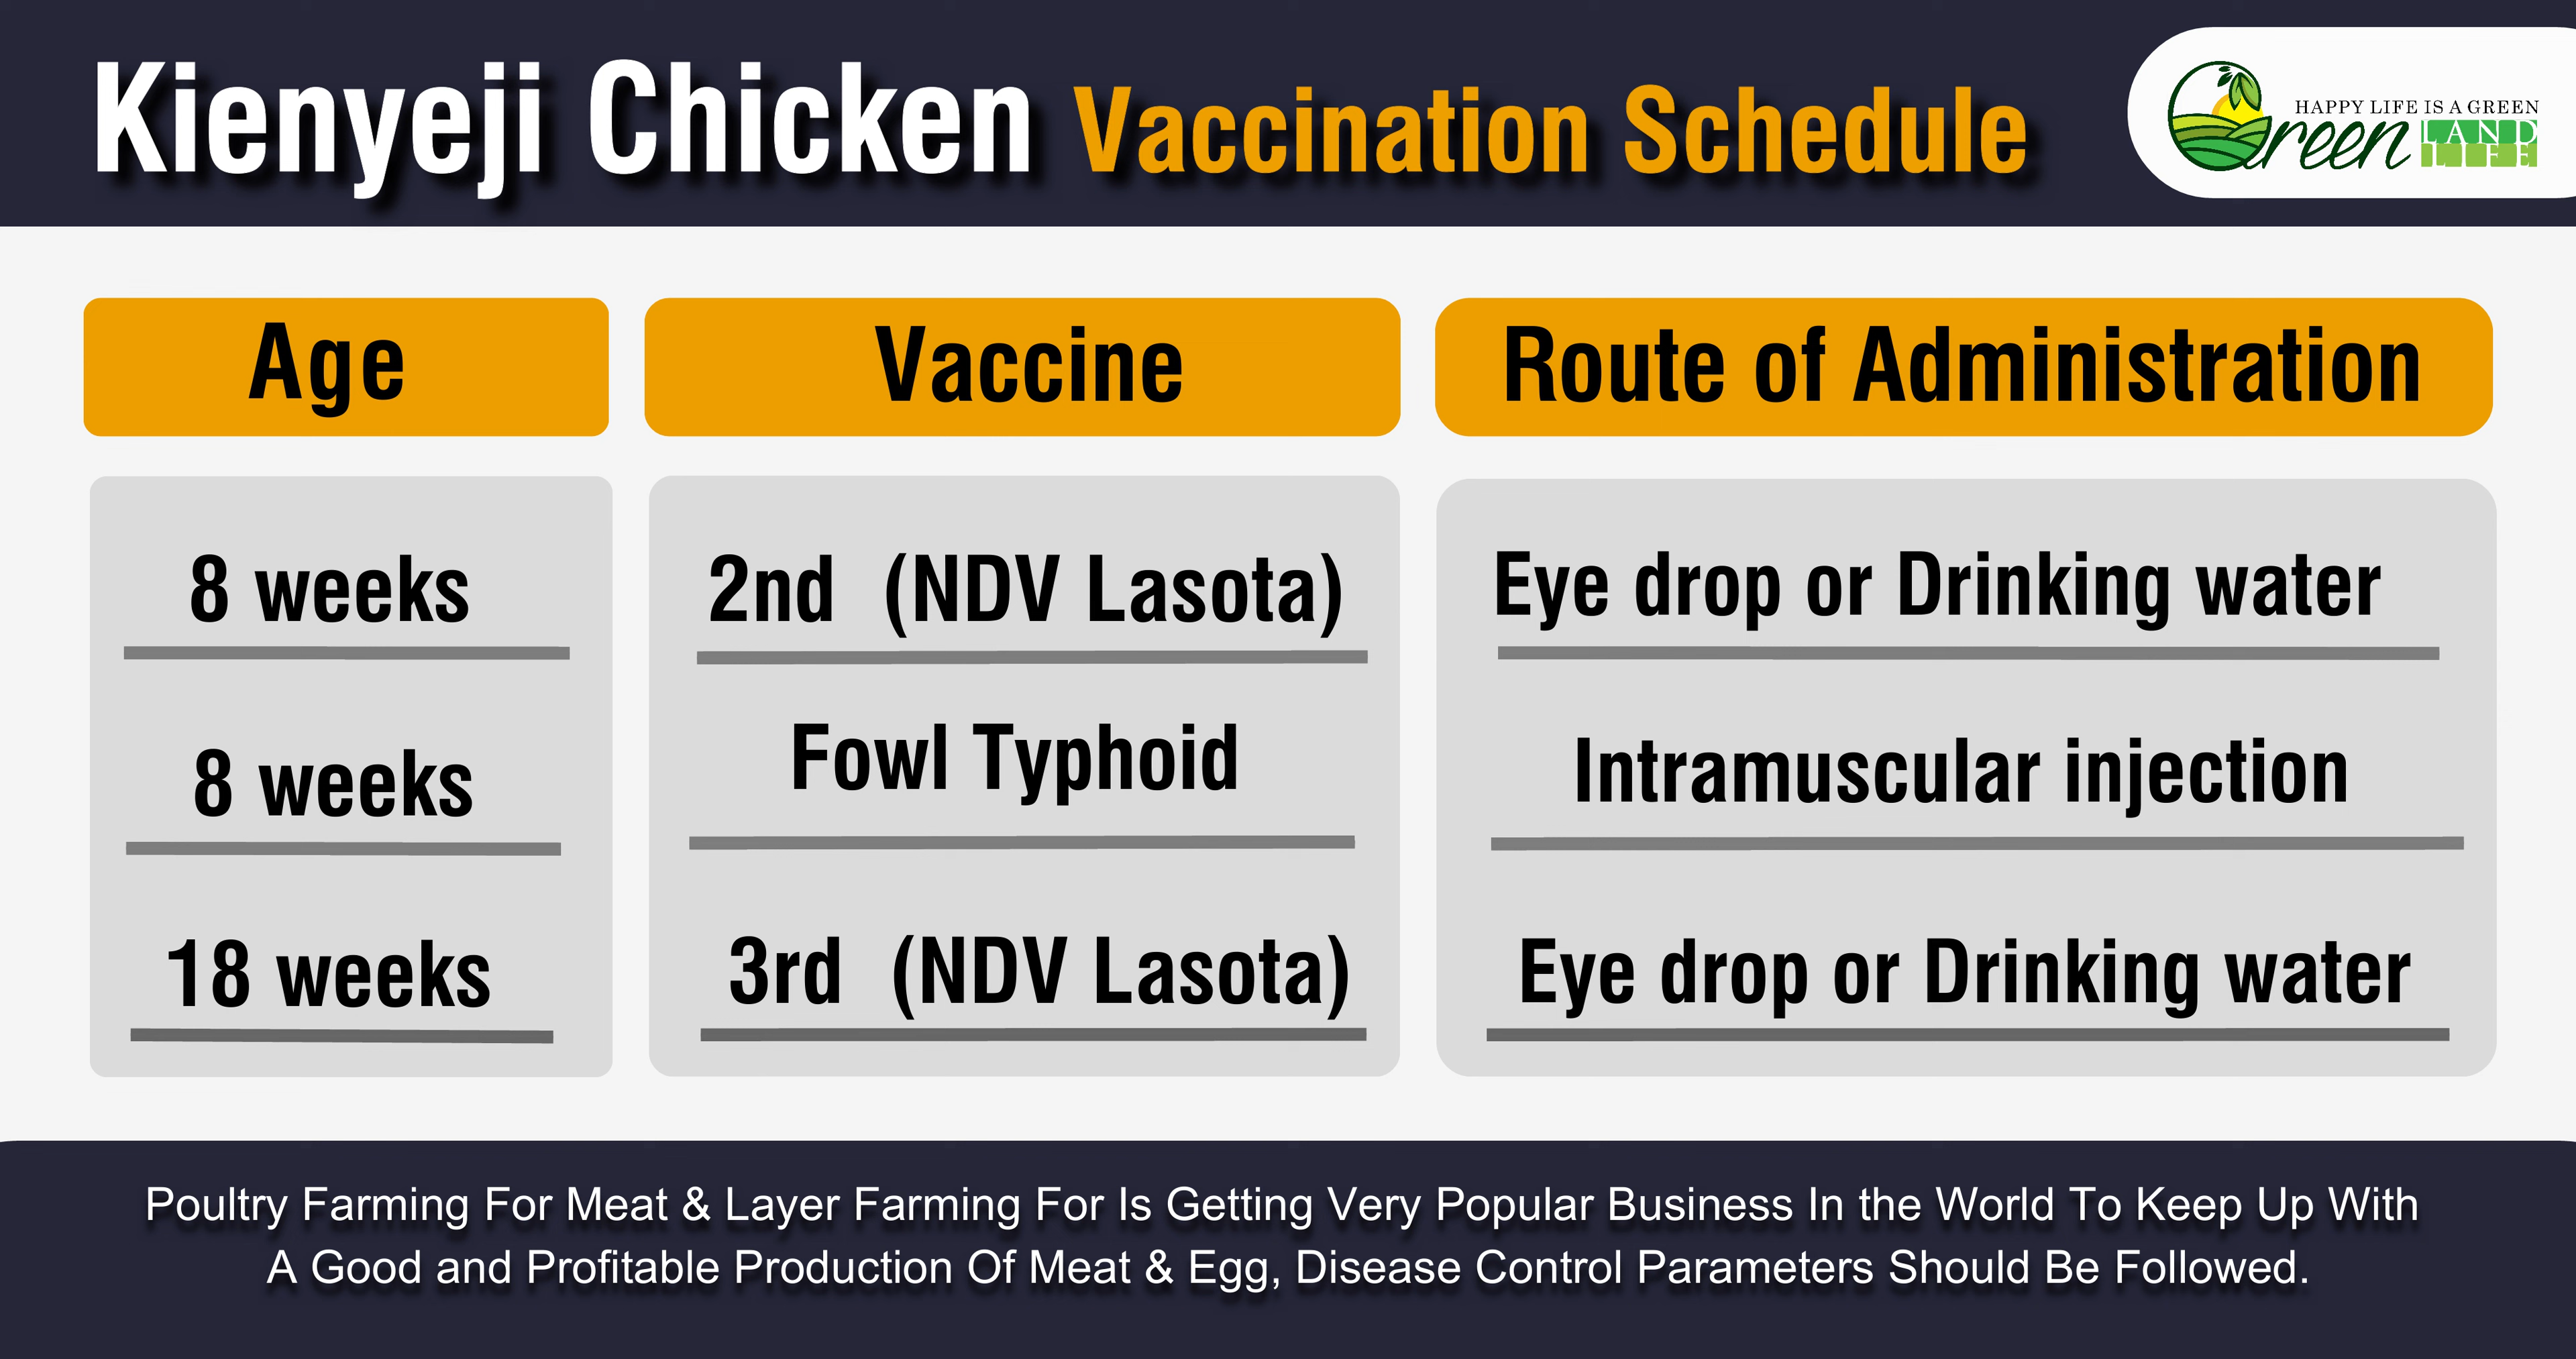 Kienyeji Chicken Vaccination Schedule
HAPPY LIFE IS A GREEN
Green LAND
LIFE
Age Vaccine Route of Administration
8 weeks 2nd (NDV Lasota) Eye drop or Drinking water
8 weeks Fowl Typhoid Intramuscular injection
18 weeks 3rd (NDV Lasota) Eye drop or Drinking water
Poultry Farming For Meat & Layer Farming For Is Getting Very Popular Business In the World To Keep Up With
A Good and Profitable Production Of Meat & Egg, Disease Control Parameters Should Be Followed.